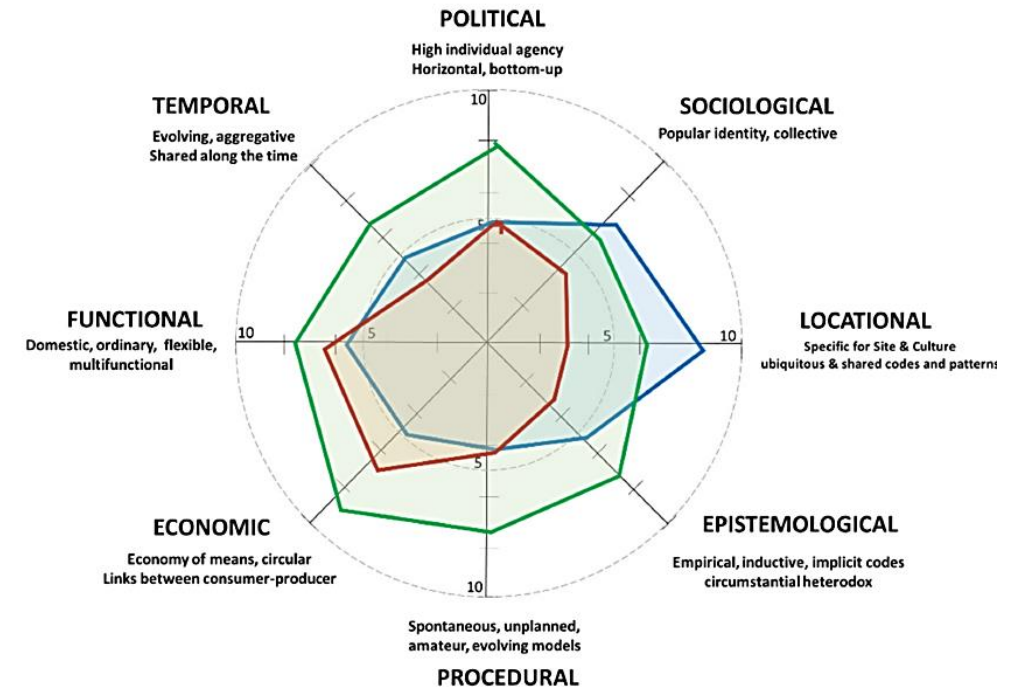 POLITICAL
High individual agency
Horizontal, bottom-up
10
TEMPORAL
Evolving, aggregative
Shared along the time
SOCIOLOGICAL
Popular identity, collective
5
FUNCTIONAL
Domestic, ordinary, flexible,
multifunctional
10
5
5
10
LOCATIONAL
Specific for Site & Culture
ubiquitous & shared codes and patterns
5
ECONOMIC
Economy of means, circular
Links between consumer-producer
EPISTEMOLOGICAL
Empirical, inductive, implicit codes
circumstantial heterodox
10
Spontaneous, unplanned,
amateur, evolving models
PROCEDURAL